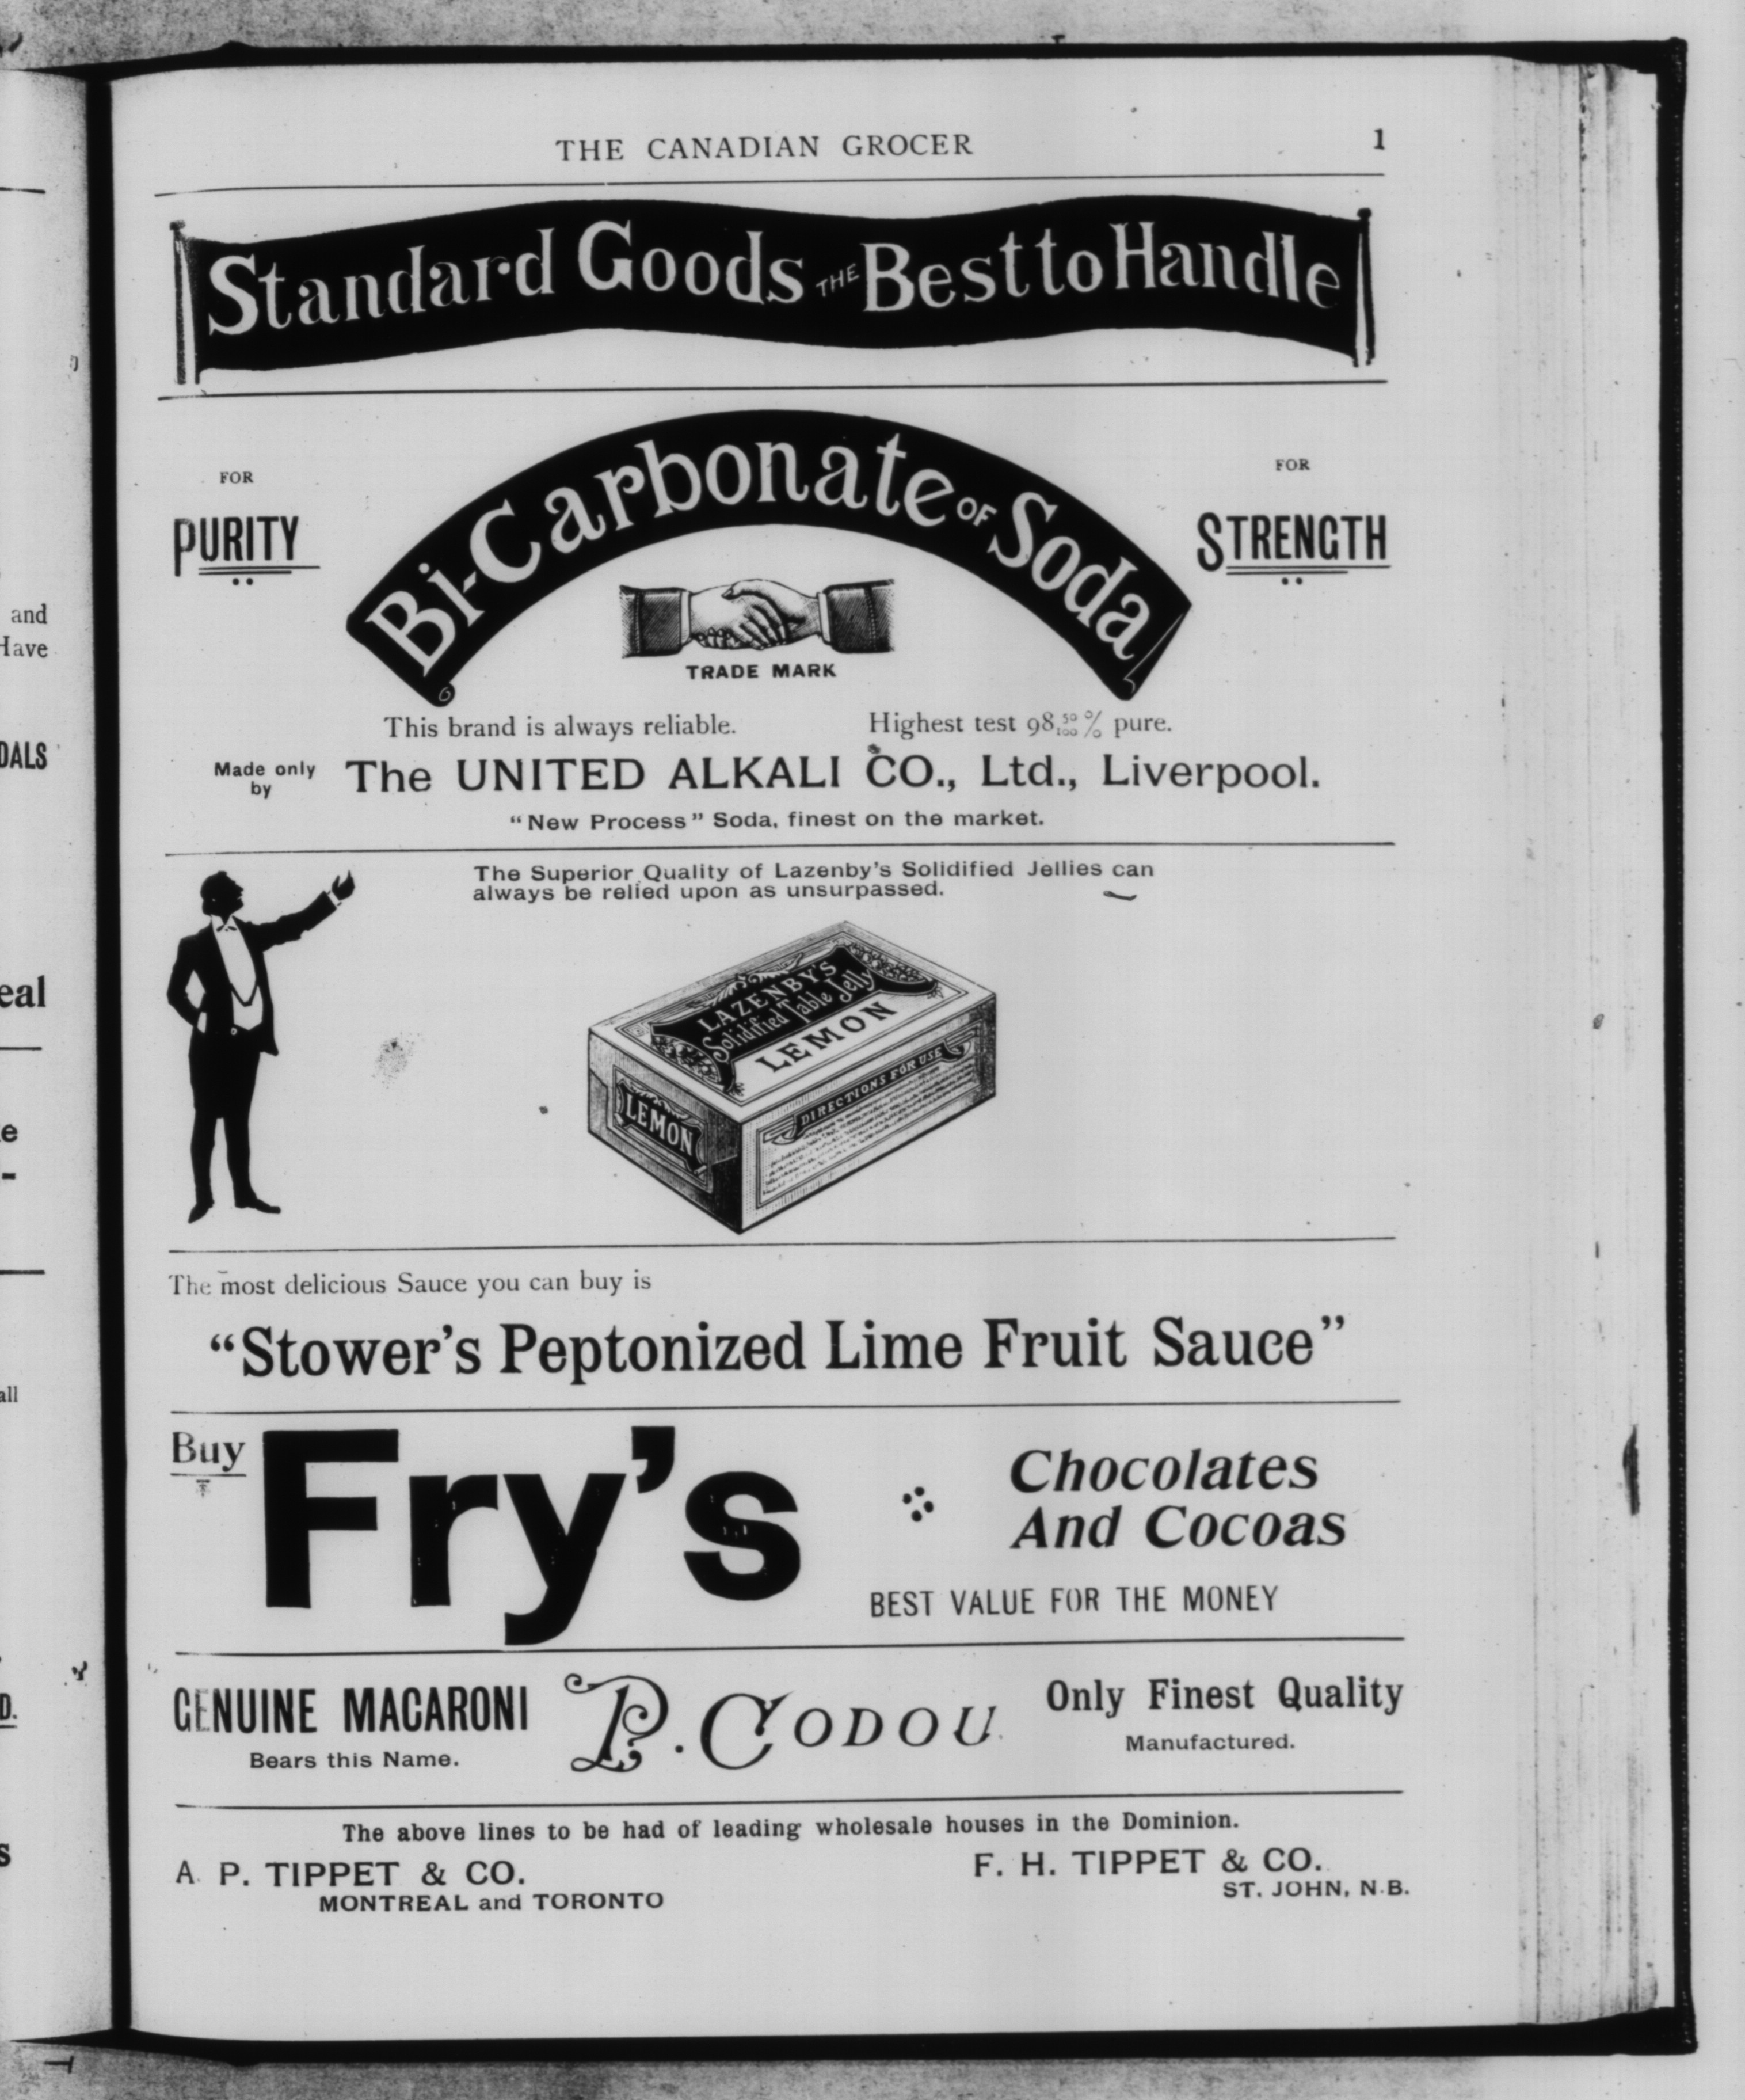 THE CANADIAN GROCER 1
Standard Goods THE Best to Handle
FOR
PURITY
Bi-Carbonate OF Soda
FOR
STRENGTH
TRADE MARK
This brand is always reliable. Highest test 98 50/100 % pure.
Made only by The UNITED ALKALI CO., Ltd., Liverpool.
"New Process" Soda, finest on the market.
The Superior Quality of Lazenby's Solidified Jellies can
always be relied upon as unsurpassed.
LAZENBY'S
Solidified Table Jelly
LEMON
LEMON
DIRECTIONS FOR USE
The most delicious Sauce you can buy is
"Stower's Peptonized Lime Fruit Sauce"
Buy Fry's
Chocolates
And Cocoas
BEST VALUE FOR THE MONEY
GENUINE MACARONI
Bears this Name.
P. CODOU.
Only Finest Quality
Manufactured.
The above lines to be had of leading wholesale houses in the Dominion.
A. P. TIPPET & CO.
MONTREAL and TORONTO
F. H. TIPPET & CO.
ST. JOHN, N.B.
and
Have
DALS
eal
e
-
all
D.
s